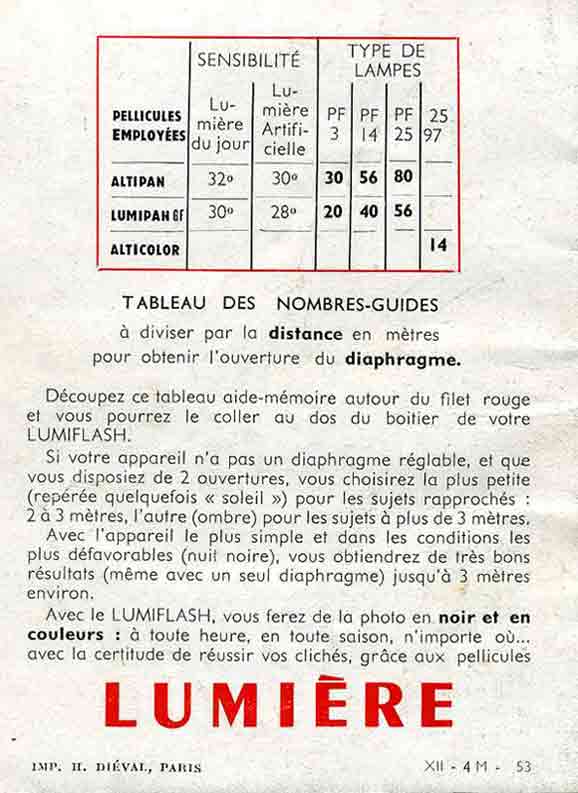 SENSIBILITÉ TYPE DE LAMPES
PELLICULES EMPLOYÉES Lu-mière du jour Lu-mière Artifi-cielle PF 3 PF 14 PF 25 25 97
ALTIPAN 32° 30° 30 56 80
LUMIPAN GF 30° 28° 20 40 56
ALTICOLOR 14
TABLEAU DES NOMBRES-GUIDES
à diviser par la distance en mètres
pour obtenir l'ouverture du diaphragme.
Découpez ce tableau aide-mémoire autour du filet rouge
et vous pourrez le coller au dos du boitier de votre
LUMIFLASH.
Si votre appareil n'a pas un diaphragme réglable, et que
vous disposiez de 2 ouvertures, vous choisirez la plus petite
(repérée quelquefois « soleil ») pour les sujets rapprochés :
2 à 3 mètres, l'autre (ombre) pour les sujets à plus de 3 mètres.
Avec l'appareil le plus simple et dans les conditions les
plus défavorables (nuit noire), vous obtiendrez de très bons
résultats (même avec un seul diaphragme) jusqu'à 3 mètres
environ.
Avec le LUMIFLASH, vous ferez de la photo en noir et en
couleurs : à toute heure, en toute saison, n'importe où...
avec la certitude de réussir vos clichés, grâce aux pellicules
LUMIÈRE
IMP. H. DIÉVAL, PARIS XII - 4 M - 53